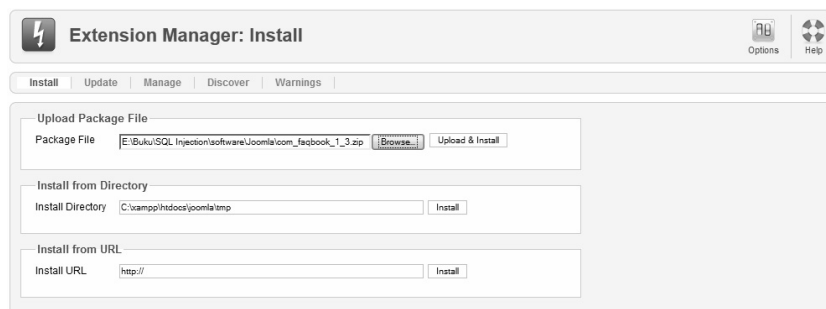 Extension Manager: Install
Options
Help
Install Update Manage Discover Warnings
Upload Package File
Package File E:\Buku\SQL Injection\software\Joomla\com_faqbook_1_3.zip Browse... Upload & Install
Install from Directory
Install Directory C:\xampp\htdocs\joomla\tmp Install
Install from URL
Install URL http:// Install